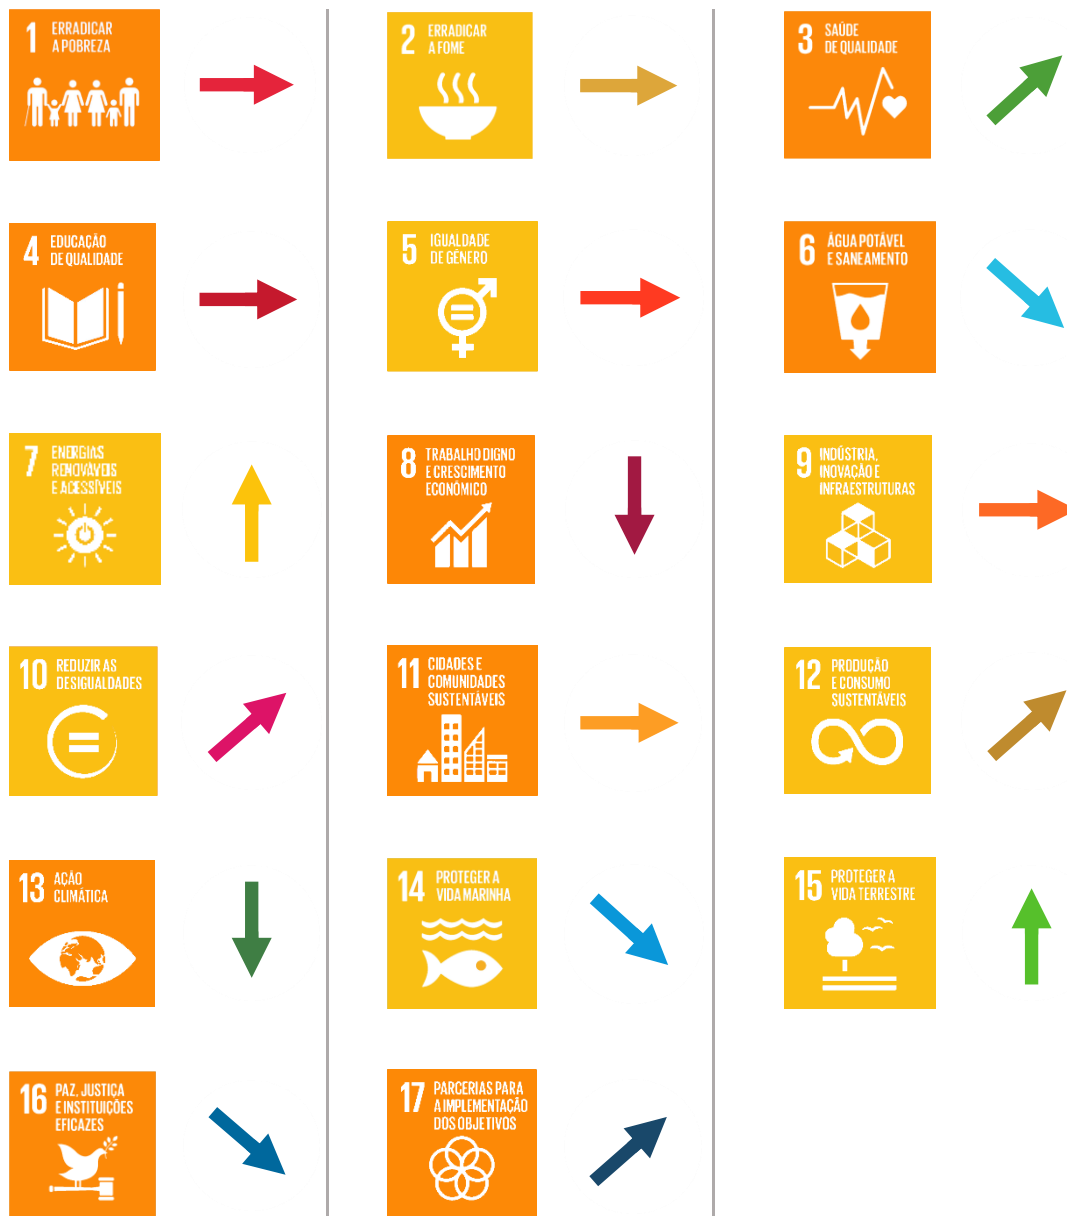 1 ERRADICAR
A POBREZA
2 ERRADICAR
A FOME
3 SAÚDE
DE QUALIDADE
4 EDUCAÇÃO
DE QUALIDADE
5 IGUALDADE
DE GÉNERO
6 ÁGUA POTÁVEL
E SANEAMENTO
7 ENERGIAS
RENOVÁVEIS
E ACESSÍVEIS
8 TRABALHO DIGNO
E CRESCIMENTO
ECONÓMICO
9 INDÚSTRIA,
INOVAÇÃO E
INFRAESTRUTURAS
10 REDUZIR AS
DESIGUALDADES
11 CIDADES E
COMUNIDADES
SUSTENTÁVEIS
12 PRODUÇÃO
E CONSUMO
SUSTENTÁVEIS
13 AÇÃO
CLIMÁTICA
14 PROTEGER A
VIDA MARINHA
15 PROTEGER A
VIDA TERRESTRE
16 PAZ, JUSTIÇA
E INSTITUIÇÕES
EFICAZES
17 PARCERIAS PARA
A IMPLEMENTAÇÃO
DOS OBJETIVOS